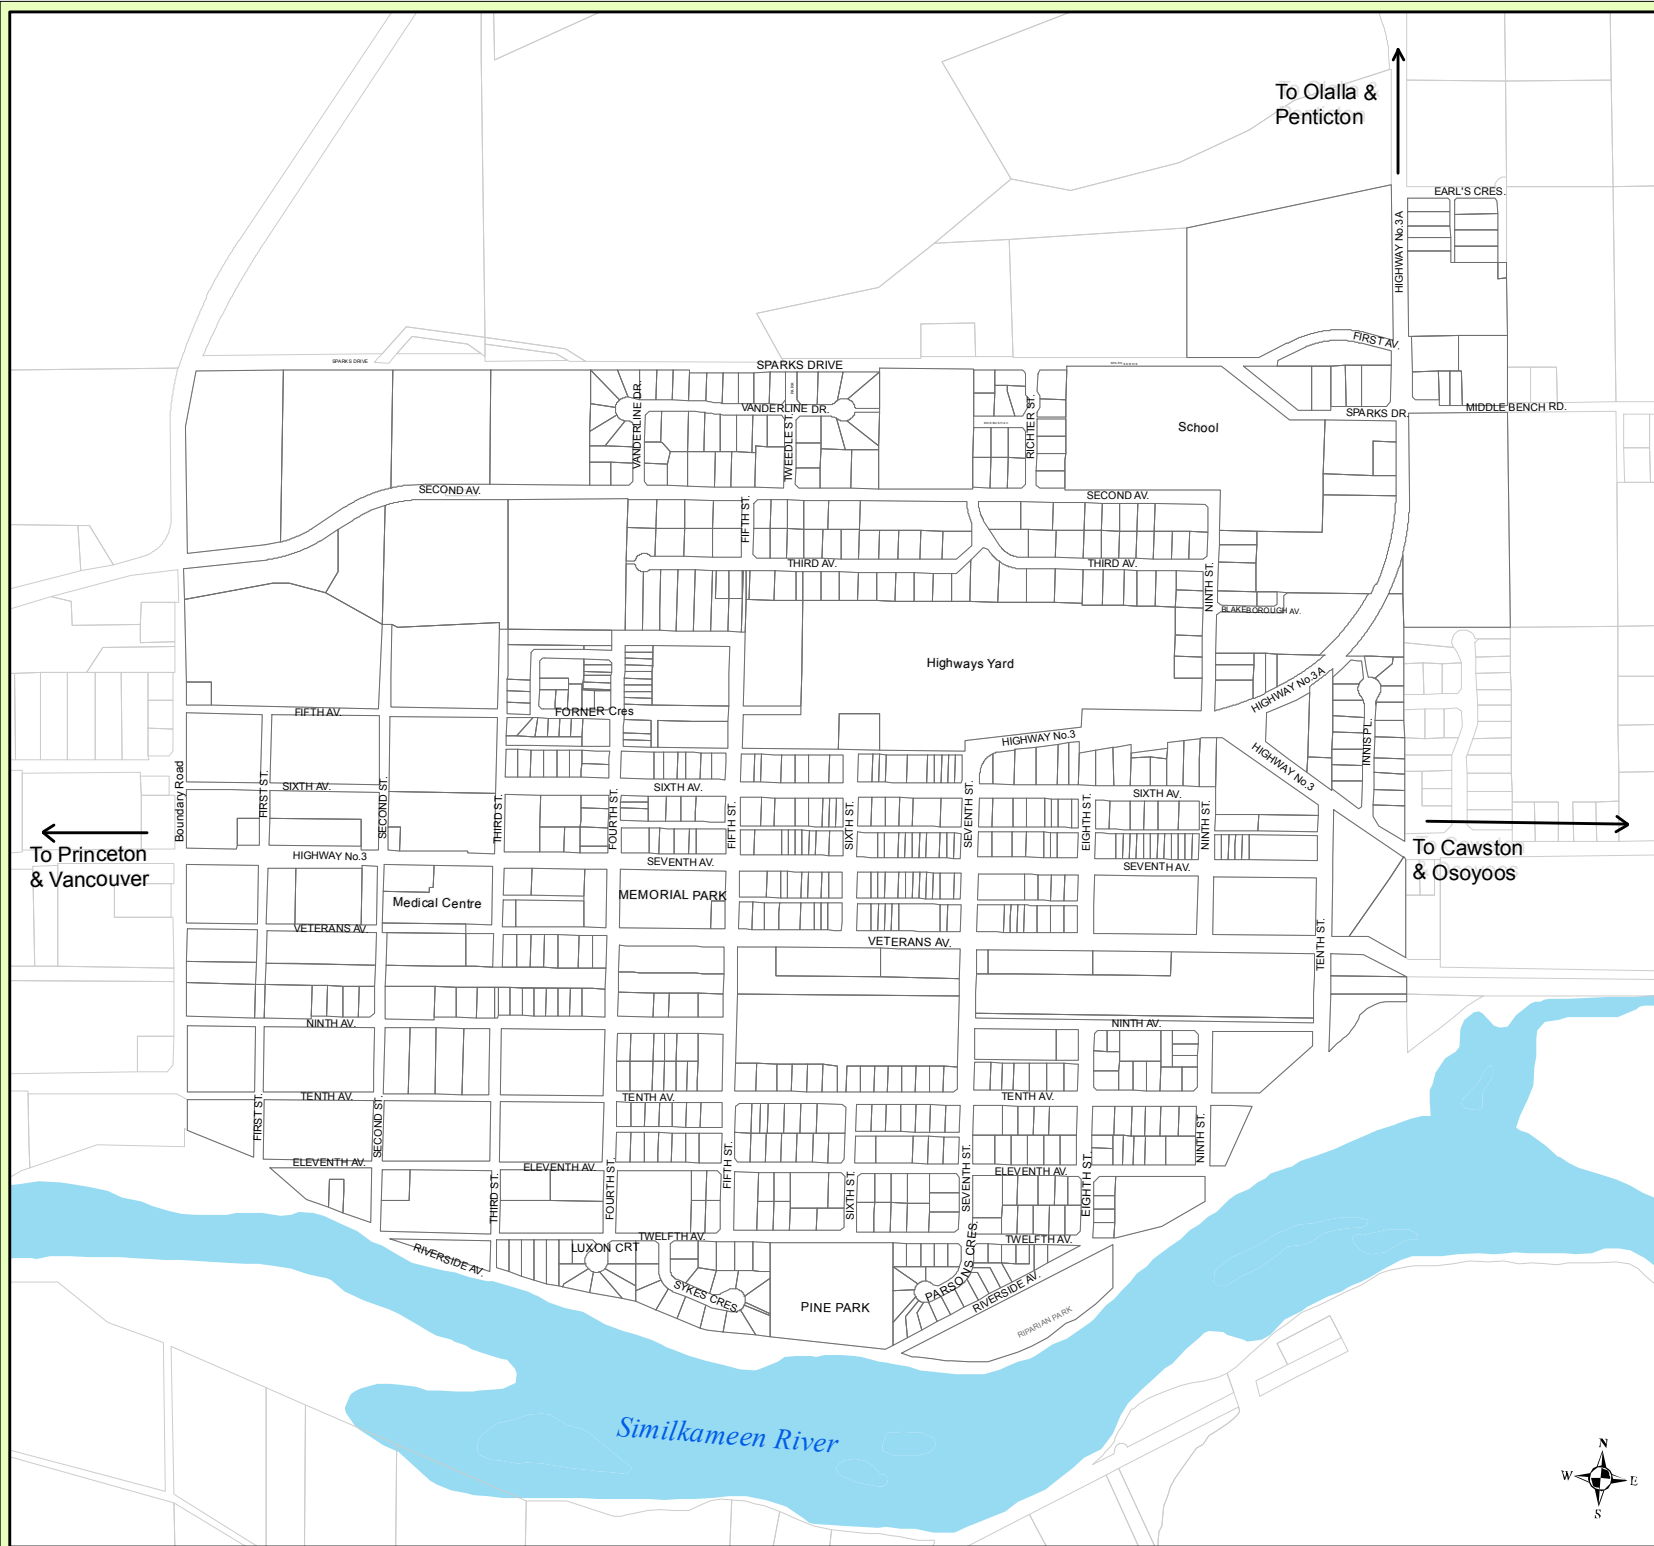 To Olalla &
Penticton
EARL'S CRES.
HIGHWAY No.3A
FIRST AV.
SPARKS DRIVE
SPARKS DRIVE
VANDERLINE DR.
VANDERLINE DR.
TWEEDLE ST.
RICHTER ST.
SPARKS DR.
MIDDLE BENCH RD.
School
SECOND AV.
SECOND AV.
FIFTH ST.
THIRD AV.
THIRD AV.
NINTH ST.
BLAKEBOROUGH AV.
Highways Yard
HIGHWAY No.3A
FORNER Cres
FIFTH AV.
HIGHWAY No.3
HIGHWAY No.3
INNIS PL.
Boundary Road
FIRST ST.
SIXTH AV.
SECOND ST.
THIRD ST.
FOURTH ST.
SIXTH AV.
FIFTH ST.
SIXTH ST.
SEVENTH ST.
EIGHTH ST.
SIXTH AV.
NINTH ST.
To Princeton
& Vancouver
HIGHWAY No.3
SEVENTH AV.
SEVENTH AV.
To Cawston
& Osoyoos
Medical Centre
MEMORIAL PARK
VETERANS AV.
VETERANS AV.
TENTH ST.
NINTH AV.
NINTH AV.
TENTH AV.
TENTH AV.
TENTH AV.
FIRST ST.
SECOND ST.
NINTH ST.
ELEVENTH AV.
ELEVENTH AV.
ELEVENTH AV.
THIRD ST.
FOURTH ST.
FIFTH ST.
SIXTH ST.
SEVENTH ST.
EIGHTH ST.
TWELFTH AV.
TWELFTH AV.
RIVERSIDE AV.
LUXON CRT
SYKES CRES.
PINE PARK
PARSONS CRES.
RIVERSIDE AV.
RIPARIAN PARK
Similkameen River
N
W
E
S